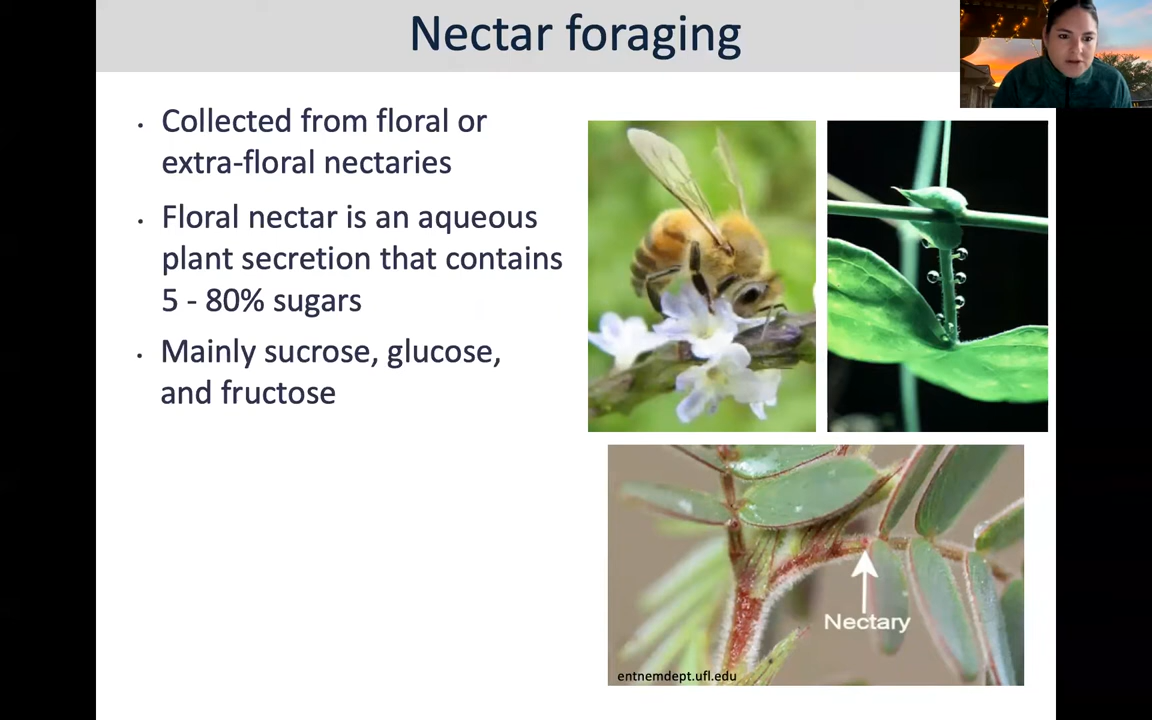 Nectar foraging
• Collected from floral or
extra-floral nectaries
• Floral nectar is an aqueous
plant secretion that contains
5 - 80% sugars
• Mainly sucrose, glucose,
and fructose
Nectary
entnemdept.ufl.edu